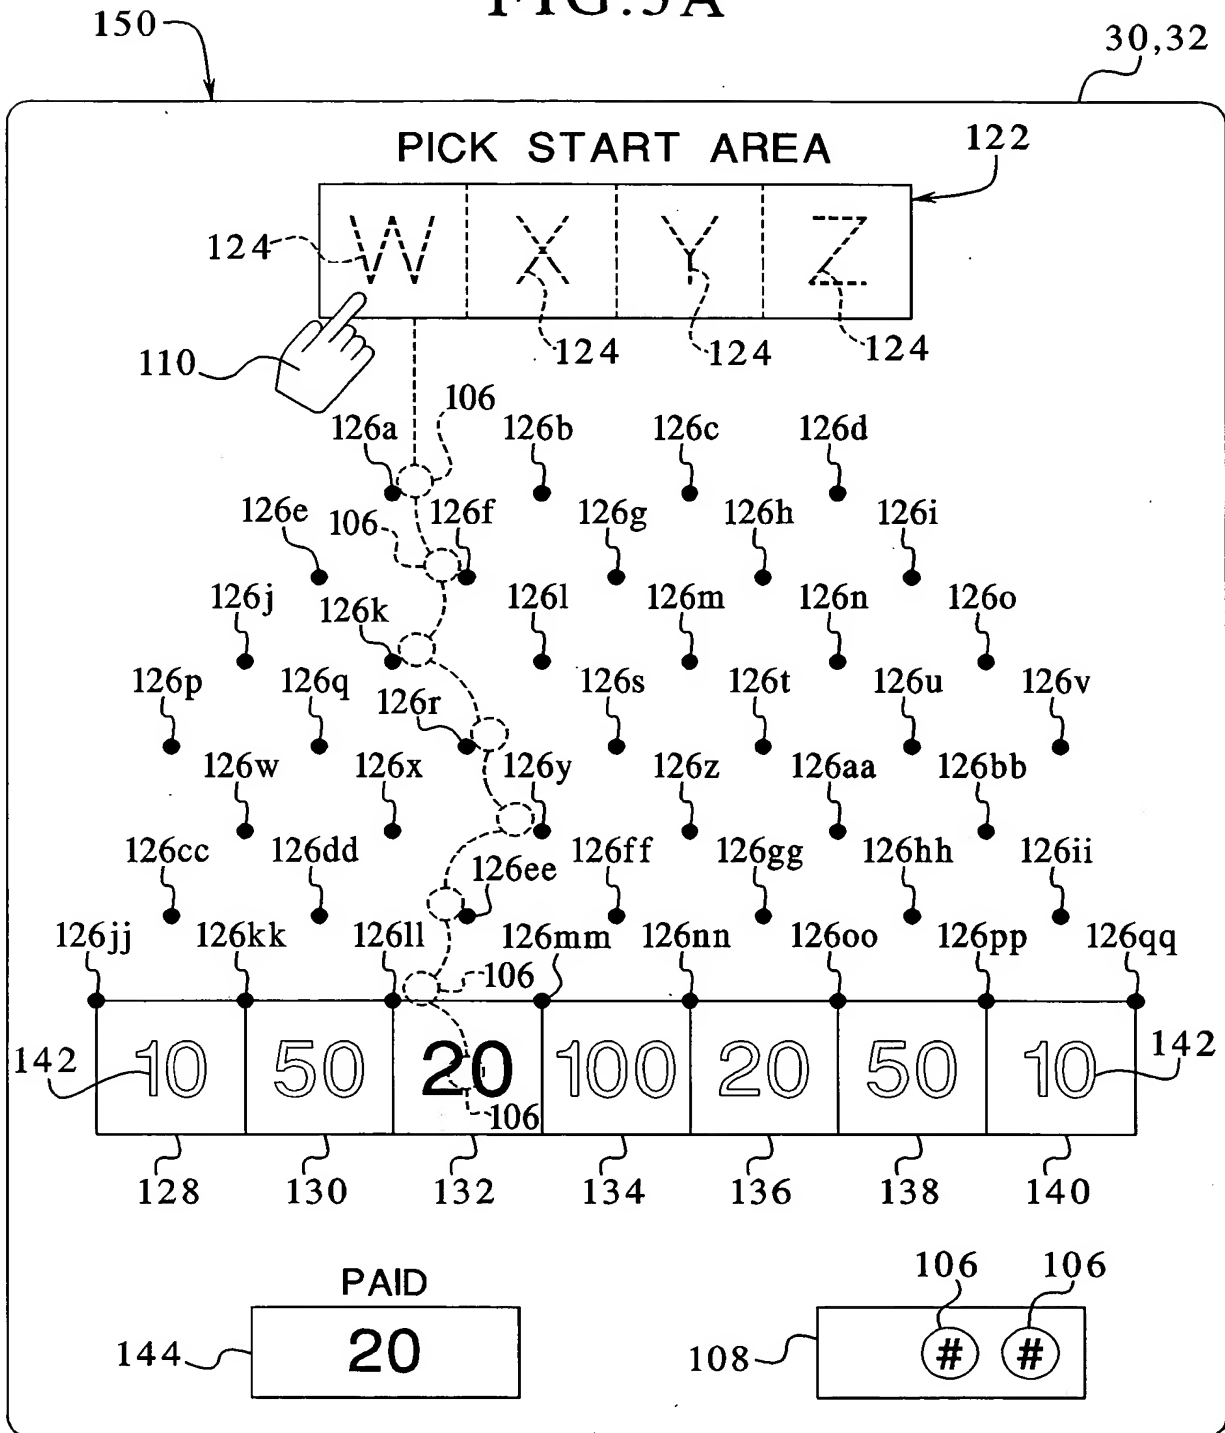 FIG.5A
150
30,32
PICK START AREA
122
W X Y Z
124
124 124 124
110
106
126a 126b 126c 126d
126e 106 126f 126g 126h 126i
126j 126k 126l 126m 126n 126o
126p 126q 126r 126s 126t 126u 126v
126w 126x 126y 126z 126aa 126bb
126cc 126dd 126ee 126ff 126gg 126hh 126ii
126jj 126kk 126ll 126mm 126nn 126oo 126pp 126qq
106
142 10 50 20 100 20 50 10 142
106
128 130 132 134 136 138 140
PAID
106 106
144 20
108 # #